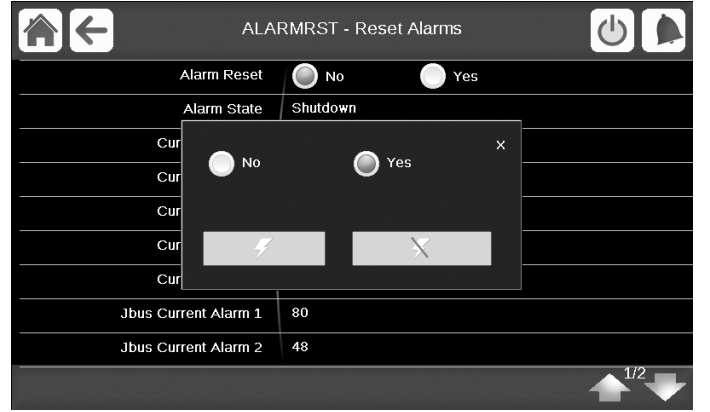 ALARMRST - Reset Alarms
Alarm Reset No Yes
Alarm State Shutdown
Cur
No Yes x
Cur
Cur
Cur
Cur
Jbus Current Alarm 1 80
Jbus Current Alarm 2 48
1/2